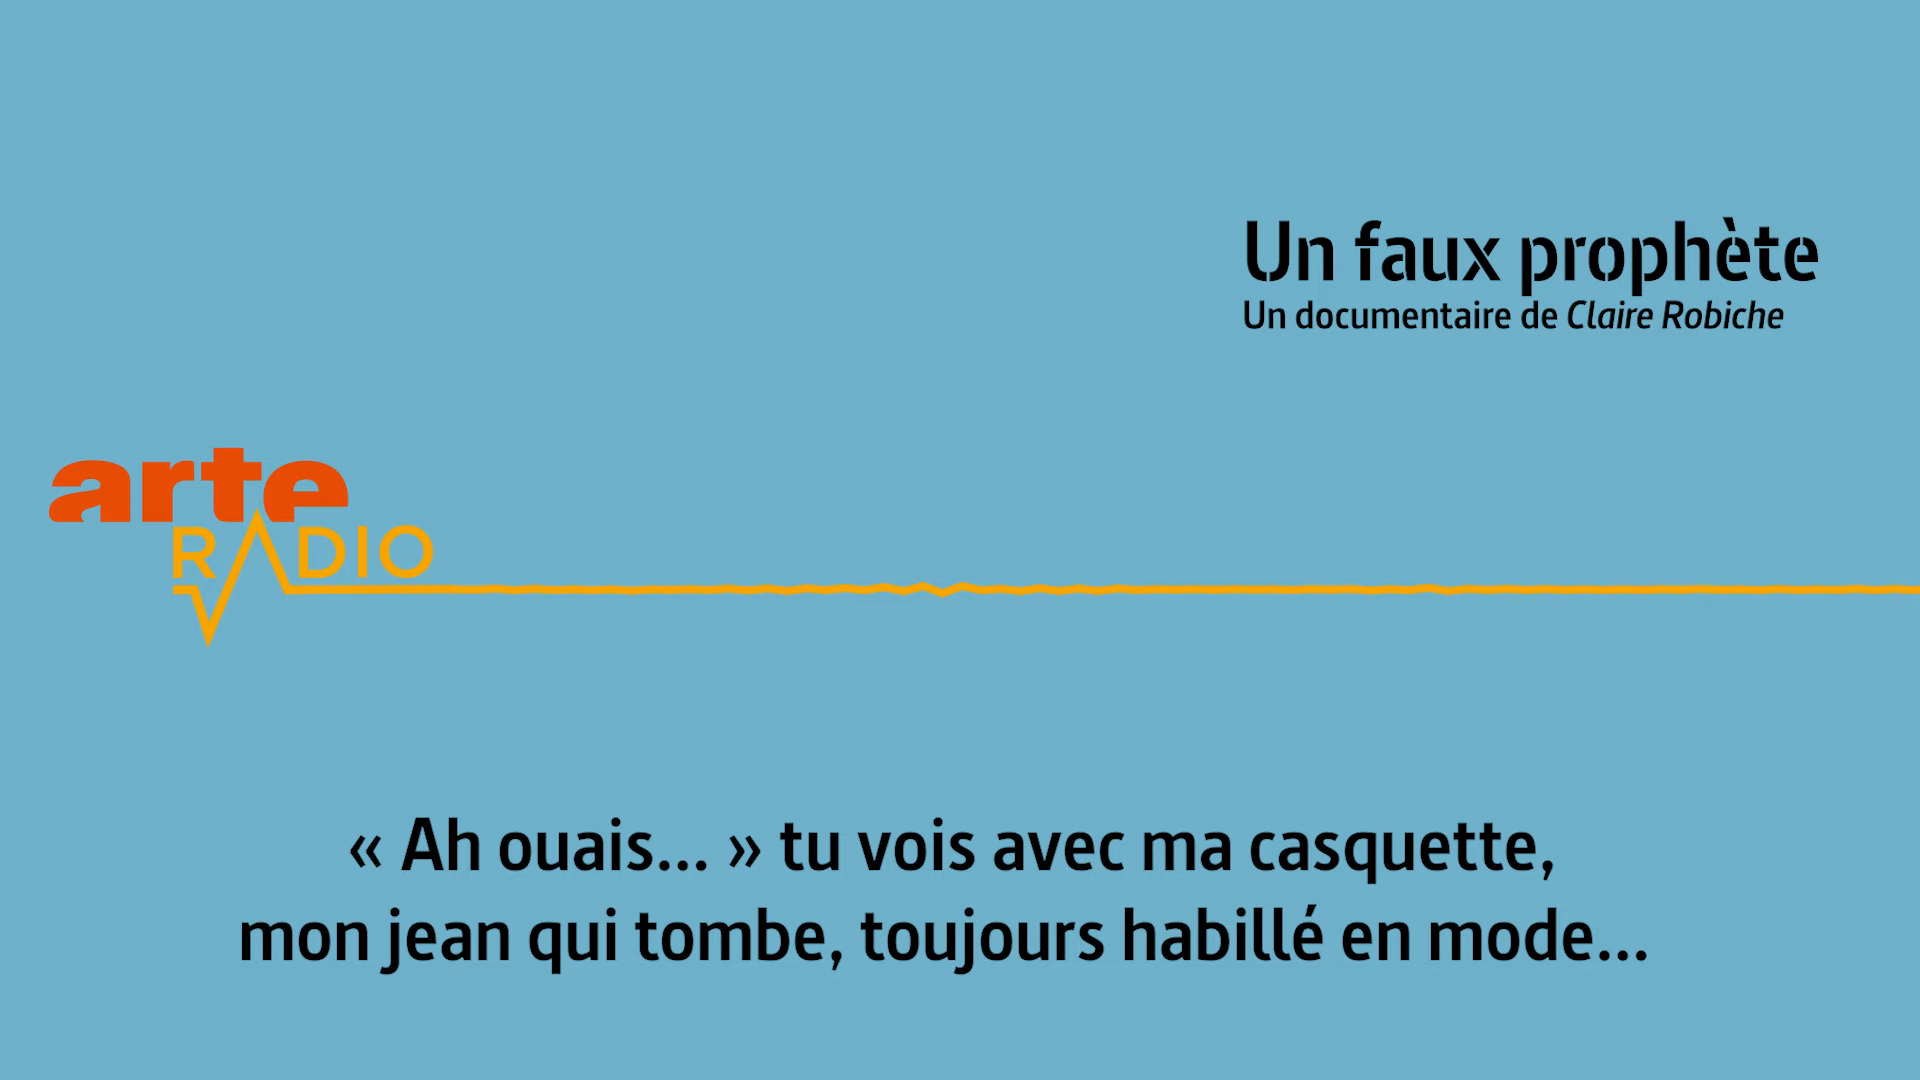 Un faux prophète
Un documentaire de Claire Robiche
arte
RADIO
« Ah ouais... » tu vois avec ma casquette,
mon jean qui tombe, toujours habillé en mode...